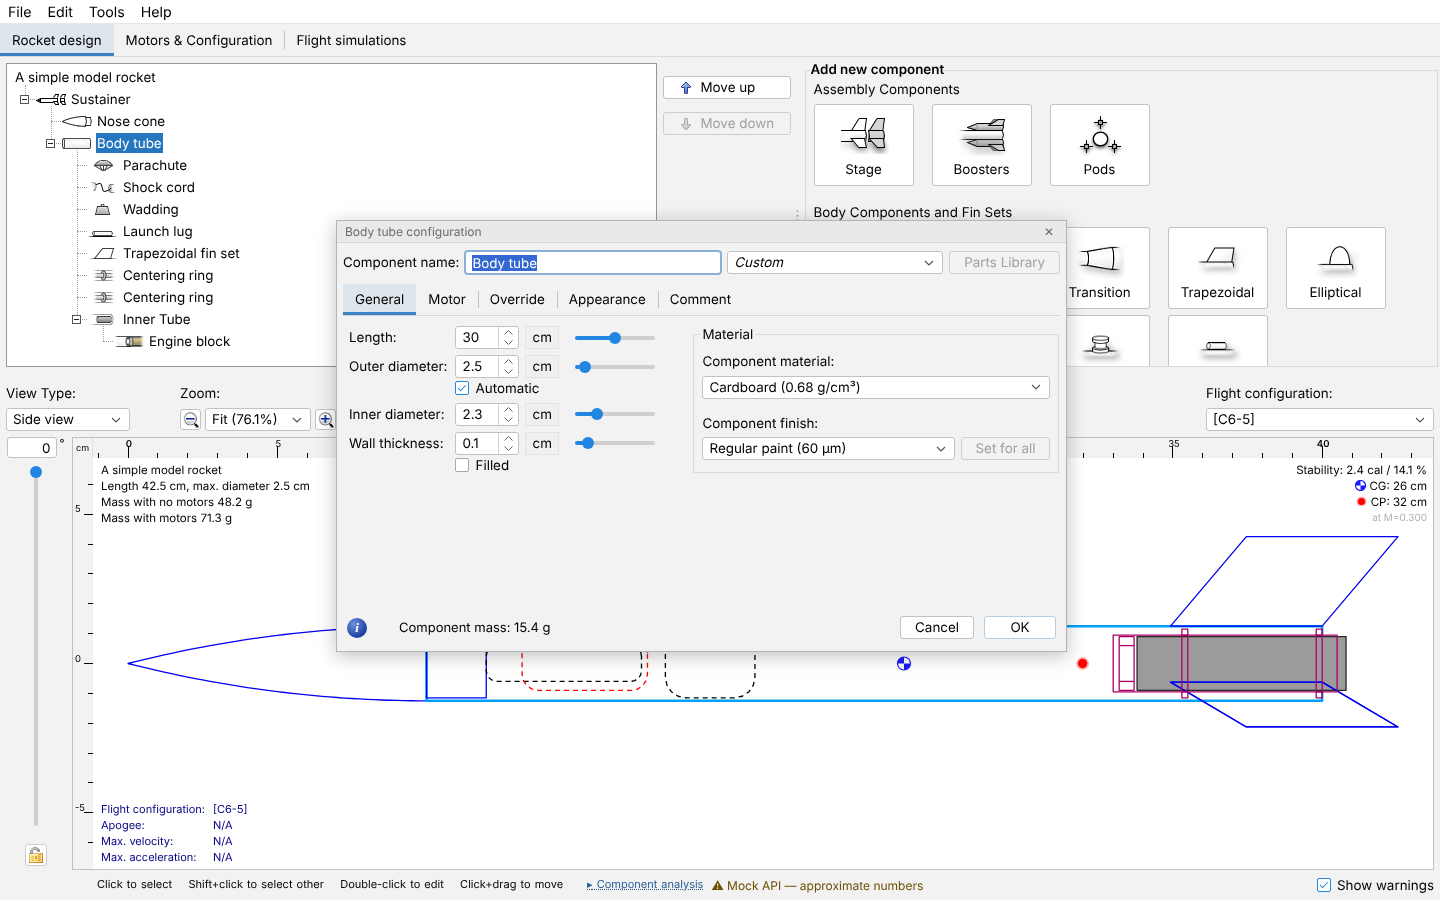 File Edit Tools Help
Rocket design Motors & Configuration Flight simulations
A simple model rocket
Sustainer
Nose cone
Body tube
Parachute
Shock cord
Wadding
Launch lug
Trapezoidal fin set
Centering ring
Centering ring
Inner Tube
Engine block
Move up
Move down
Add new component
Assembly Components
Stage Boosters Pods
Body Components and Fin Sets
Transition Trapezoidal Elliptical
Body tube configuration
Component name: Body tube Custom Parts Library
General Motor Override Appearance Comment
Length: 30 cm
Outer diameter: 2.5 cm
Automatic
Inner diameter: 2.3 cm
Wall thickness: 0.1 cm
Filled
Material
Component material:
Cardboard (0.68 g/cm³)
Component finish:
Regular paint (60 µm) Set for all
Component mass: 15.4 g
Cancel OK
View Type: Zoom:
Side view Fit (76.1%)
Flight configuration:
[C6-5]
0 °
cm 0 5 35 40
5
0
-5
A simple model rocket
Length 42.5 cm, max. diameter 2.5 cm
Mass with no motors 48.2 g
Mass with motors 71.3 g
Stability: 2.4 cal / 14.1 %
CG: 26 cm
CP: 32 cm
at M=0.300
Flight configuration: [C6-5]
Apogee: N/A
Max. velocity: N/A
Max. acceleration: N/A
Click to select Shift+click to select other Double-click to edit Click+drag to move ▸ Component analysis ⚠ Mock API — approximate numbers Show warnings